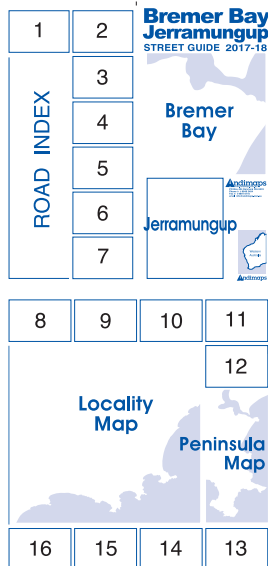 Bremer Bay
Jerramungup
STREET GUIDE 2017-18
1
2
3
4
5
6
7
ROAD INDEX
Bremer
Bay
Andimaps
Jerramungup
Andimaps
8
9
10
11
12
Locality
Map
Peninsula
Map
16
15
14
13